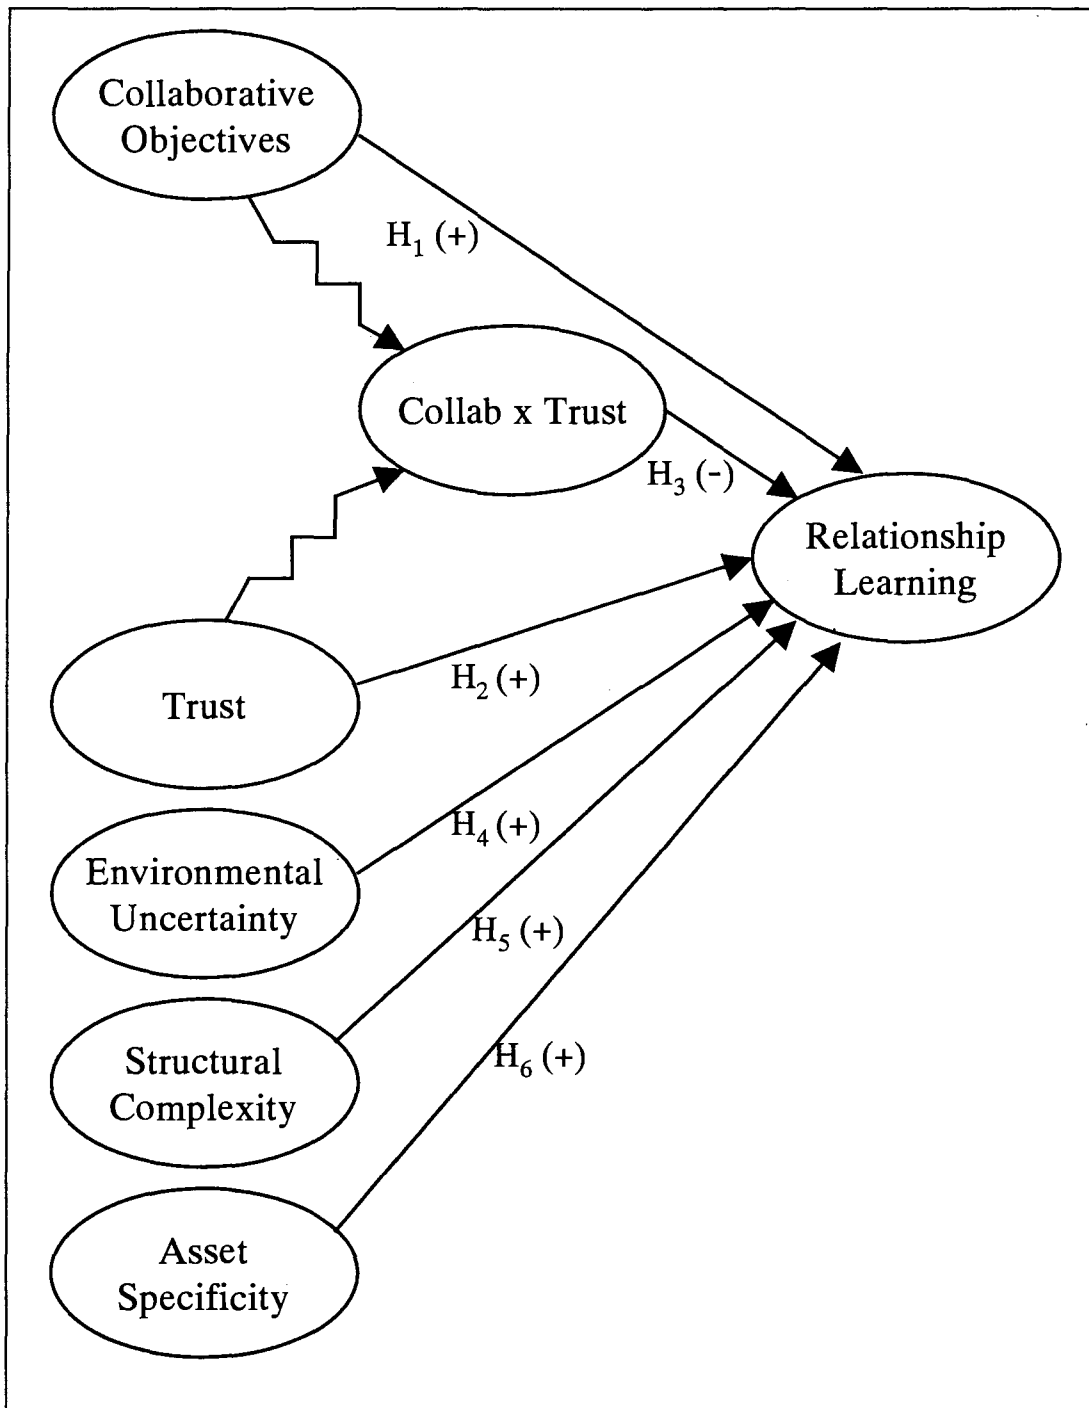 Collaborative
Objectives
H₁ (+)
Collab x Trust
H₃ (-)
Relationship
Learning
H₂ (+)
Trust
H₄ (+)
Environmental
Uncertainty
H₅ (+)
Structural
Complexity
H₆ (+)
Asset
Specificity